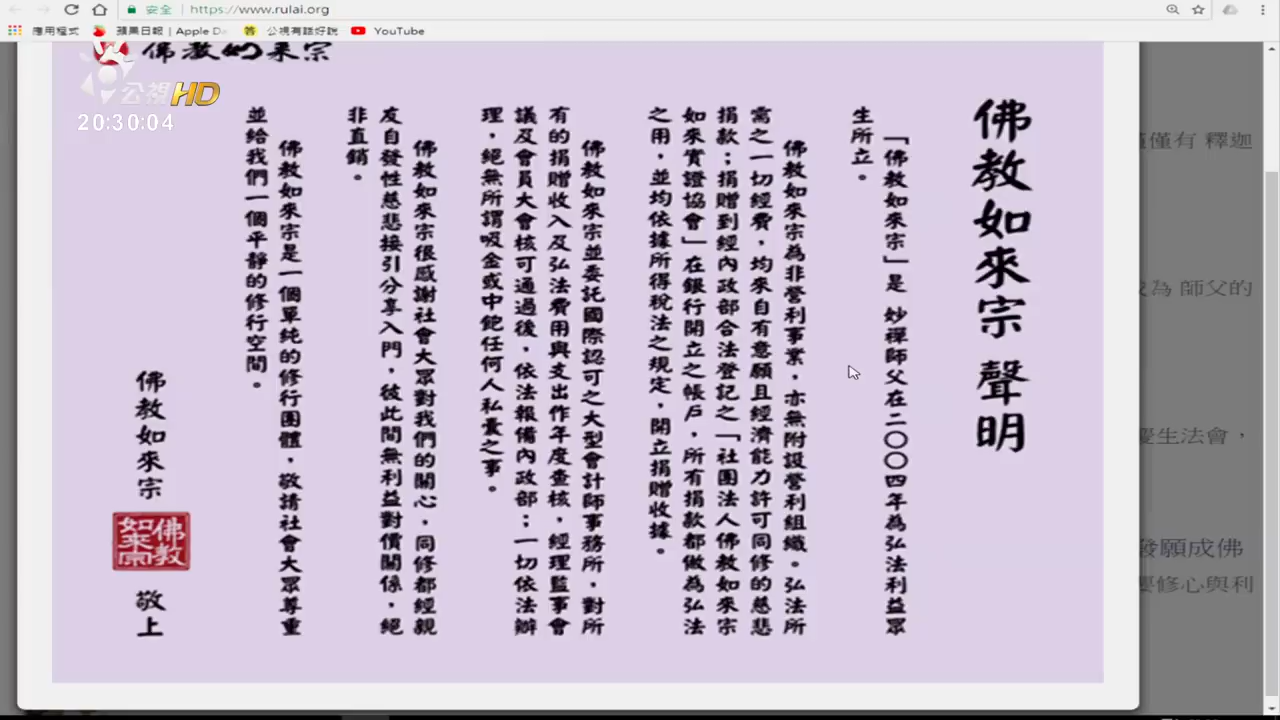 安全 https://www.rulai.org
應用程式 蘋果日報 | Apple Da 公視有話好說 YouTube
佛教如來宗
公視HD
20:30:04
佛教如來宗 聲明
「佛教如來宗」是 妙禪師父在二〇〇四年為弘法利益眾
生所立。
佛教如來宗為非營利事業，亦無附設營利組織。弘法所
需之一切經費，均來自有意願且經濟能力許可同修的慈悲
捐款；捐贈到經內政部合法登記之「社團法人佛教如來宗
如來實證協會」在銀行開立之帳戶，所有捐款都做為弘法
之用，並均依據所得稅法之規定，開立捐贈收據。
佛教如來宗並委託國際認可之大型會計師事務所，對所
有的捐贈收入及弘法費用與支出作年度查核，經理監事會
議及會員大會核可通過後，依法報備內政部；一切依法辦
理，絕無所謂吸金或中飽任何人私囊之事。
佛教如來宗很感謝社會大眾對我們的關心，同修都經親
友自發性慈悲接引分享入門，彼此間無利益對價關係，絕
非直銷。
佛教如來宗是一個單純的修行團體，敬請社會大眾尊重
並給我們一個平靜的修行空間。
佛教如來宗
佛教如來宗
敬上
僅有 釋迦
成為 師父的
慶生法會，
發願成佛
要修心與利